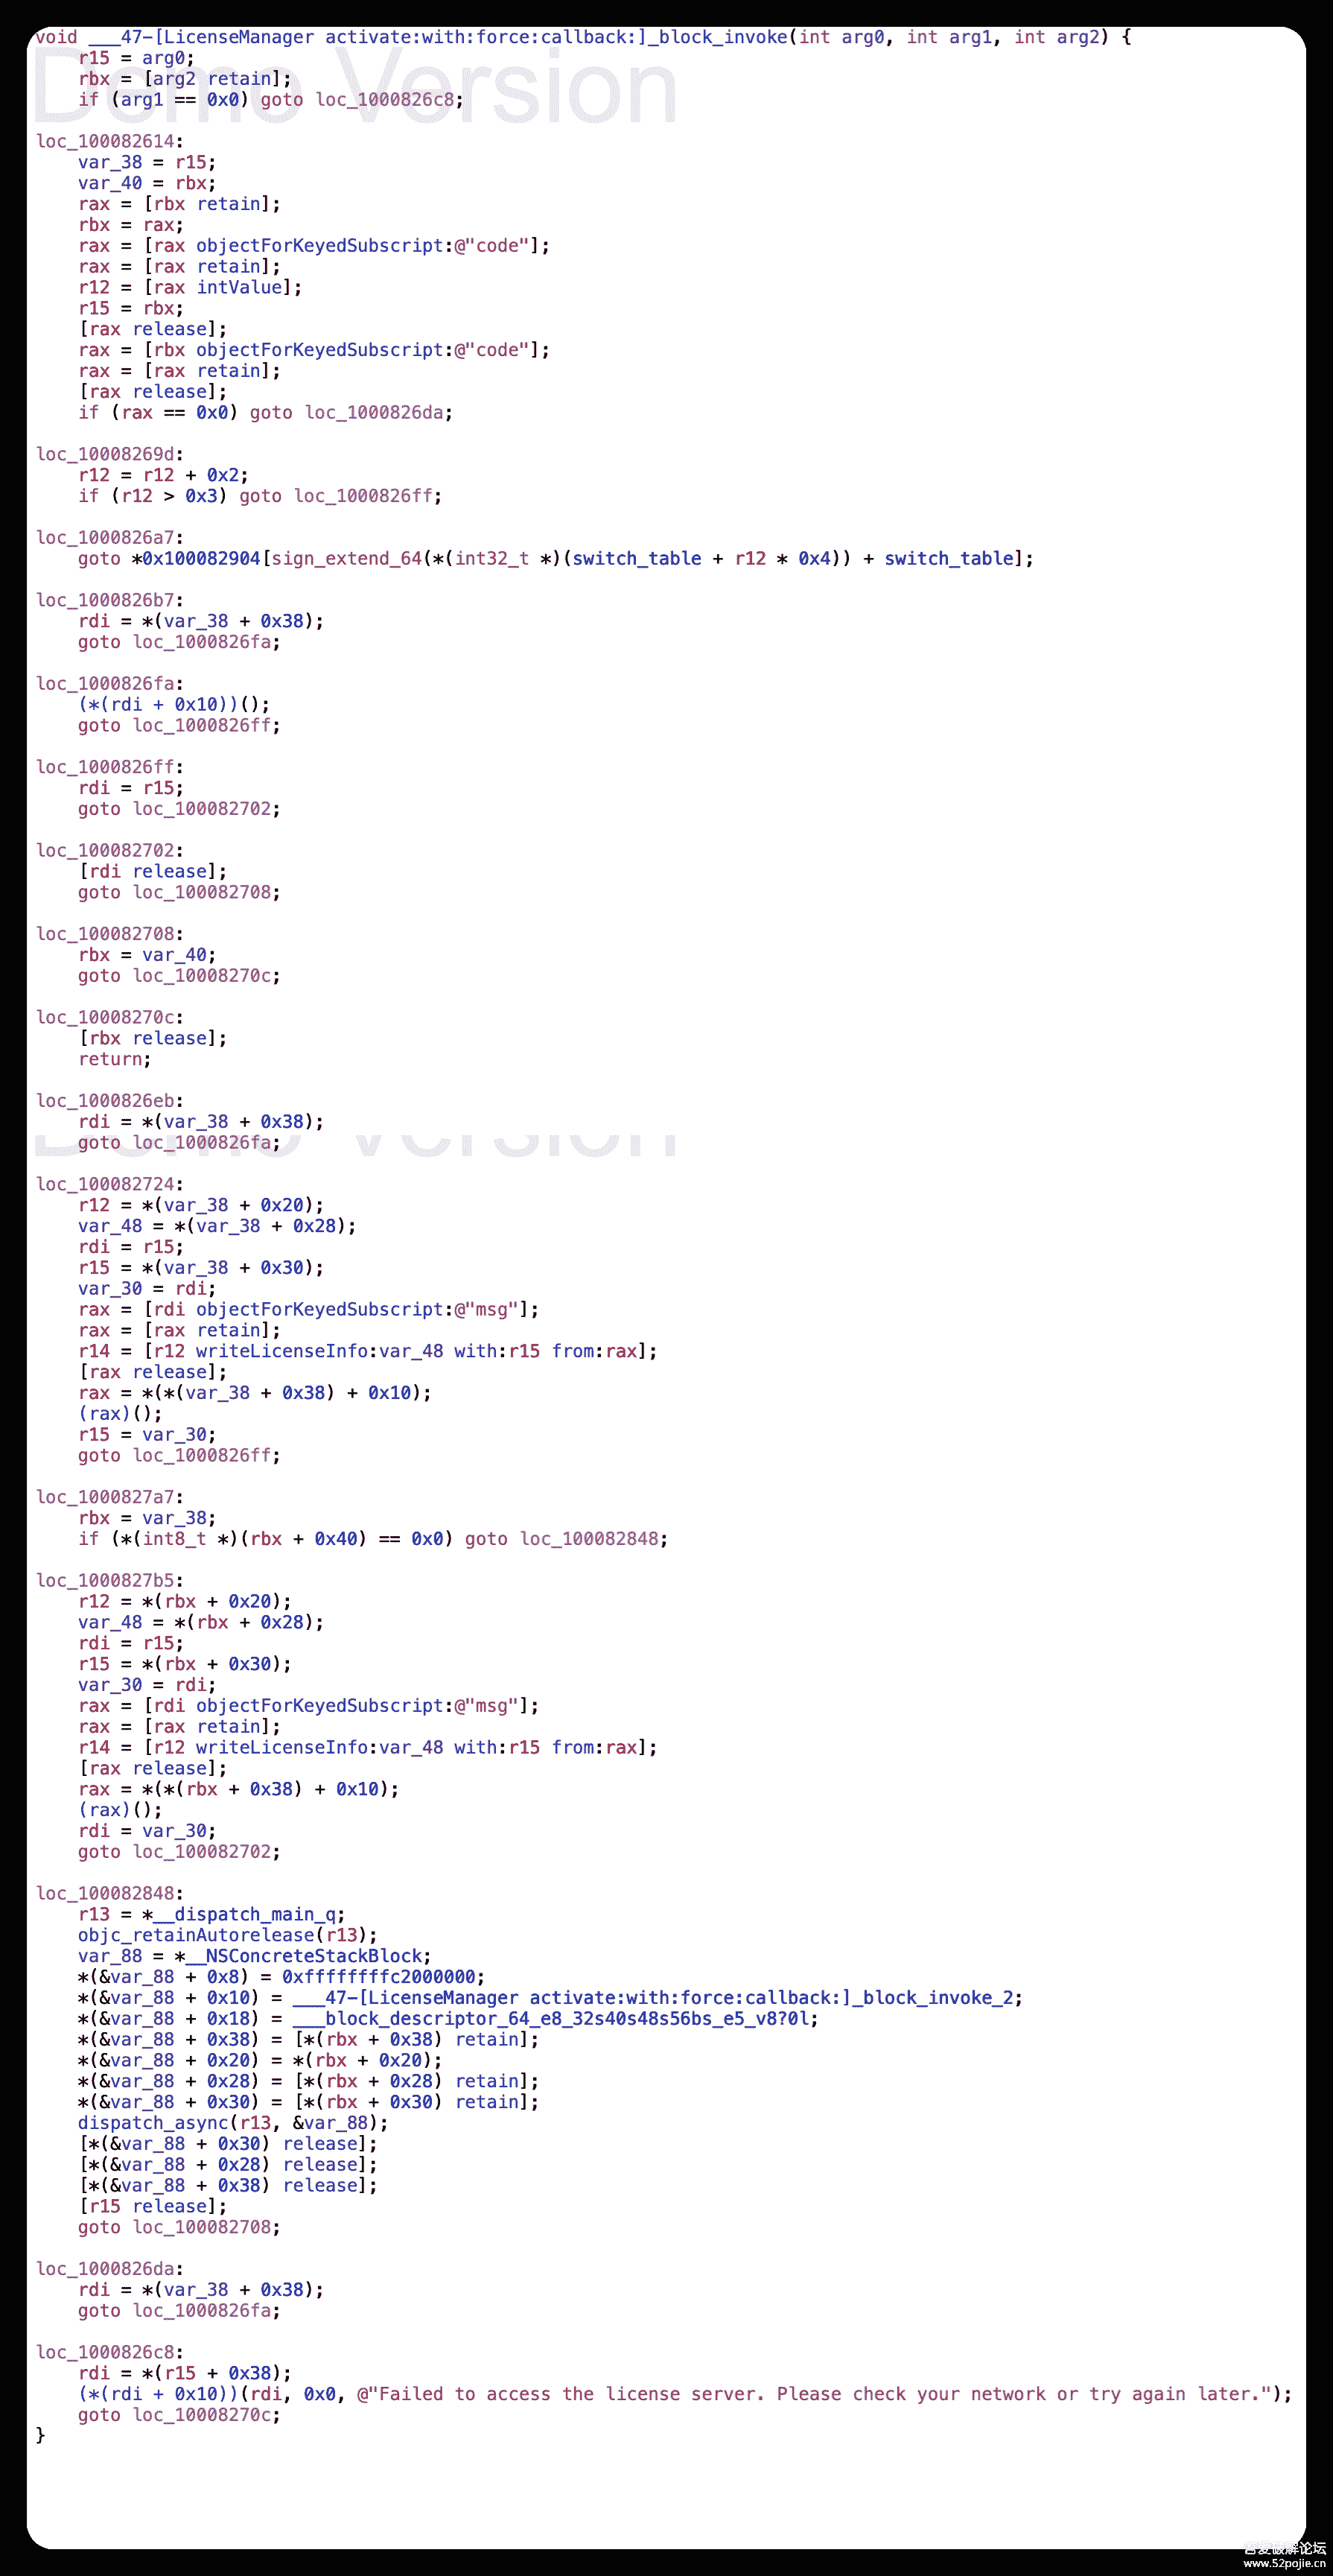 void ___47-[LicenseManager activate:with:force:callback:]_block_invoke(int arg0, int arg1, int arg2) {
Demo Version
    r15 = arg0;
    rbx = [arg2 retain];
    if (arg1 == 0x0) goto loc_1000826c8;

loc_100082614:
    var_38 = r15;
    var_40 = rbx;
    rax = [rbx retain];
    rbx = rax;
    rax = [rax objectForKeyedSubscript:@"code"];
    rax = [rax retain];
    r12 = [rax intValue];
    r15 = rbx;
    [rax release];
    rax = [rbx objectForKeyedSubscript:@"code"];
    rax = [rax retain];
    [rax release];
    if (rax == 0x0) goto loc_1000826da;

loc_10008269d:
    r12 = r12 + 0x2;
    if (r12 > 0x3) goto loc_1000826ff;

loc_1000826a7:
    goto *0x100082904[sign_extend_64(*(int32_t *)(switch_table + r12 * 0x4)) + switch_table];

loc_1000826b7:
    rdi = *(var_38 + 0x38);
    goto loc_1000826fa;

loc_1000826fa:
    (*(rdi + 0x10))();
    goto loc_1000826ff;

loc_1000826ff:
    rdi = r15;
    goto loc_100082702;

loc_100082702:
    [rdi release];
    goto loc_100082708;

loc_100082708:
    rbx = var_40;
    goto loc_10008270c;

loc_10008270c:
    [rbx release];
    return;

loc_1000826eb:
    rdi = *(var_38 + 0x38);
    goto loc_1000826fa;
Demo Version

loc_100082724:
    r12 = *(var_38 + 0x20);
    var_48 = *(var_38 + 0x28);
    rdi = r15;
    r15 = *(var_38 + 0x30);
    var_30 = rdi;
    rax = [rdi objectForKeyedSubscript:@"msg"];
    rax = [rax retain];
    r14 = [r12 writeLicenseInfo:var_48 with:r15 from:rax];
    [rax release];
    rax = *(*(var_38 + 0x38) + 0x10);
    (rax)();
    r15 = var_30;
    goto loc_1000826ff;

loc_1000827a7:
    rbx = var_38;
    if (*(int8_t *)(rbx + 0x40) == 0x0) goto loc_100082848;

loc_1000827b5:
    r12 = *(rbx + 0x20);
    var_48 = *(rbx + 0x28);
    rdi = r15;
    r15 = *(rbx + 0x30);
    var_30 = rdi;
    rax = [rdi objectForKeyedSubscript:@"msg"];
    rax = [rax retain];
    r14 = [r12 writeLicenseInfo:var_48 with:r15 from:rax];
    [rax release];
    rax = *(*(rbx + 0x38) + 0x10);
    (rax)();
    rdi = var_30;
    goto loc_100082702;

loc_100082848:
    r13 = *__dispatch_main_q;
    objc_retainAutorelease(r13);
    var_88 = *__NSConcreteStackBlock;
    *(&var_88 + 0x8) = 0xffffffffc2000000;
    *(&var_88 + 0x10) = ___47-[LicenseManager activate:with:force:callback:]_block_invoke_2;
    *(&var_88 + 0x18) = ___block_descriptor_64_e8_32s40s48s56bs_e5_v8?0l;
    *(&var_88 + 0x38) = [*(rbx + 0x38) retain];
    *(&var_88 + 0x20) = *(rbx + 0x20);
    *(&var_88 + 0x28) = [*(rbx + 0x28) retain];
    *(&var_88 + 0x30) = [*(rbx + 0x30) retain];
    dispatch_async(r13, &var_88);
    [*(&var_88 + 0x30) release];
    [*(&var_88 + 0x28) release];
    [*(&var_88 + 0x38) release];
    [r15 release];
    goto loc_100082708;

loc_1000826da:
    rdi = *(var_38 + 0x38);
    goto loc_1000826fa;

loc_1000826c8:
    rdi = *(r15 + 0x38);
    (*(rdi + 0x10))(rdi, 0x0, @"Failed to access the license server. Please check your network or try again later.");
    goto loc_10008270c;
}
吾爱破解论坛
www.52pojie.cn